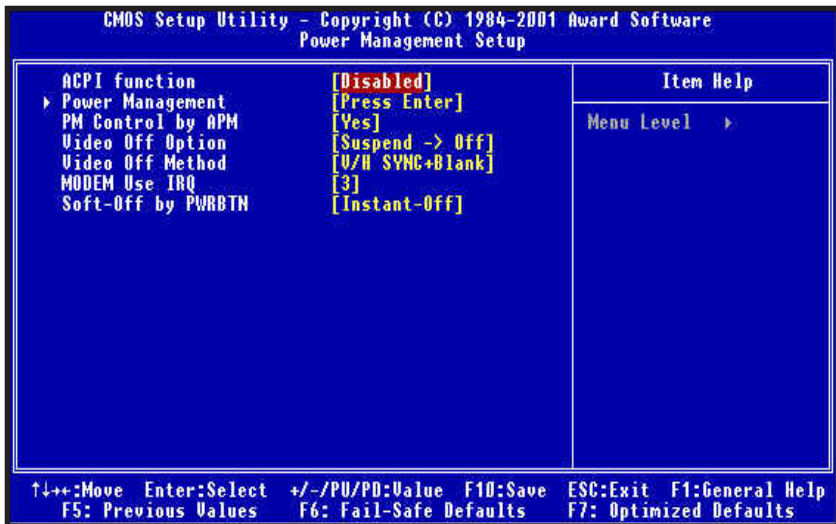 CMOS Setup Utility - Copyright (C) 1984-2001 Award Software
Power Management Setup
ACPI function [Disabled]
Power Management [Press Enter]
PM Control by APM [Yes]
Video Off Option [Suspend -> Off]
Video Off Method [V/H SYNC+Blank]
MODEM Use IRQ [3]
Soft-Off by PWRBTN [Instant-Off]
Item Help
Menu Level
↑↓→←:Move Enter:Select +/-/PU/PD:Value F10:Save ESC:Exit F1:General Help
F5: Previous Values F6: Fail-Safe Defaults F7: Optimized Defaults